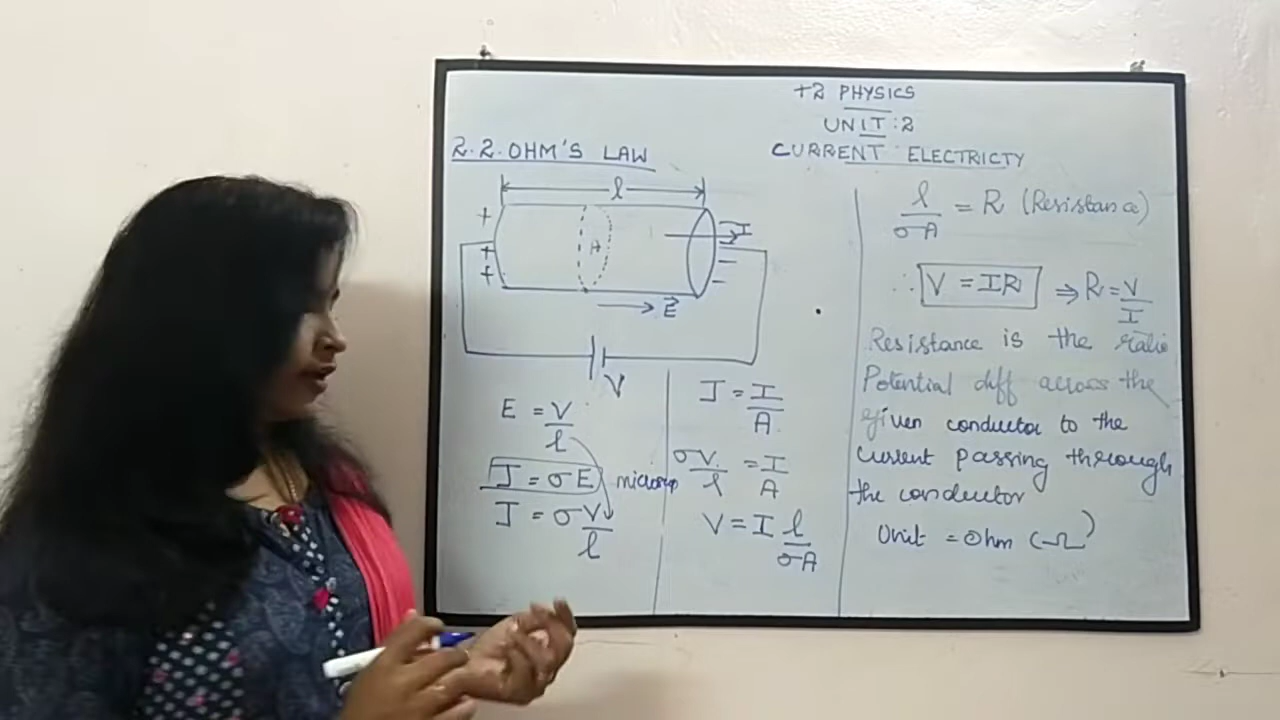 +2 PHYSICS
UNIT:2
CURRENT ELECTRICTY
2.2. OHM'S LAW
l
+
+
+
A
I
E⃗
V
E = V/l
J = σE microop
J = σ V/l
J = I/A
σV/l = I/A
V = I l/σA
l/σA = R (Resistance)
∴ V = IR ⇒ R = V/I
Resistance is the ratio
Potential diff across the
given conductor to the
current passing through
the conductor
Unit = Ohm (Ω)